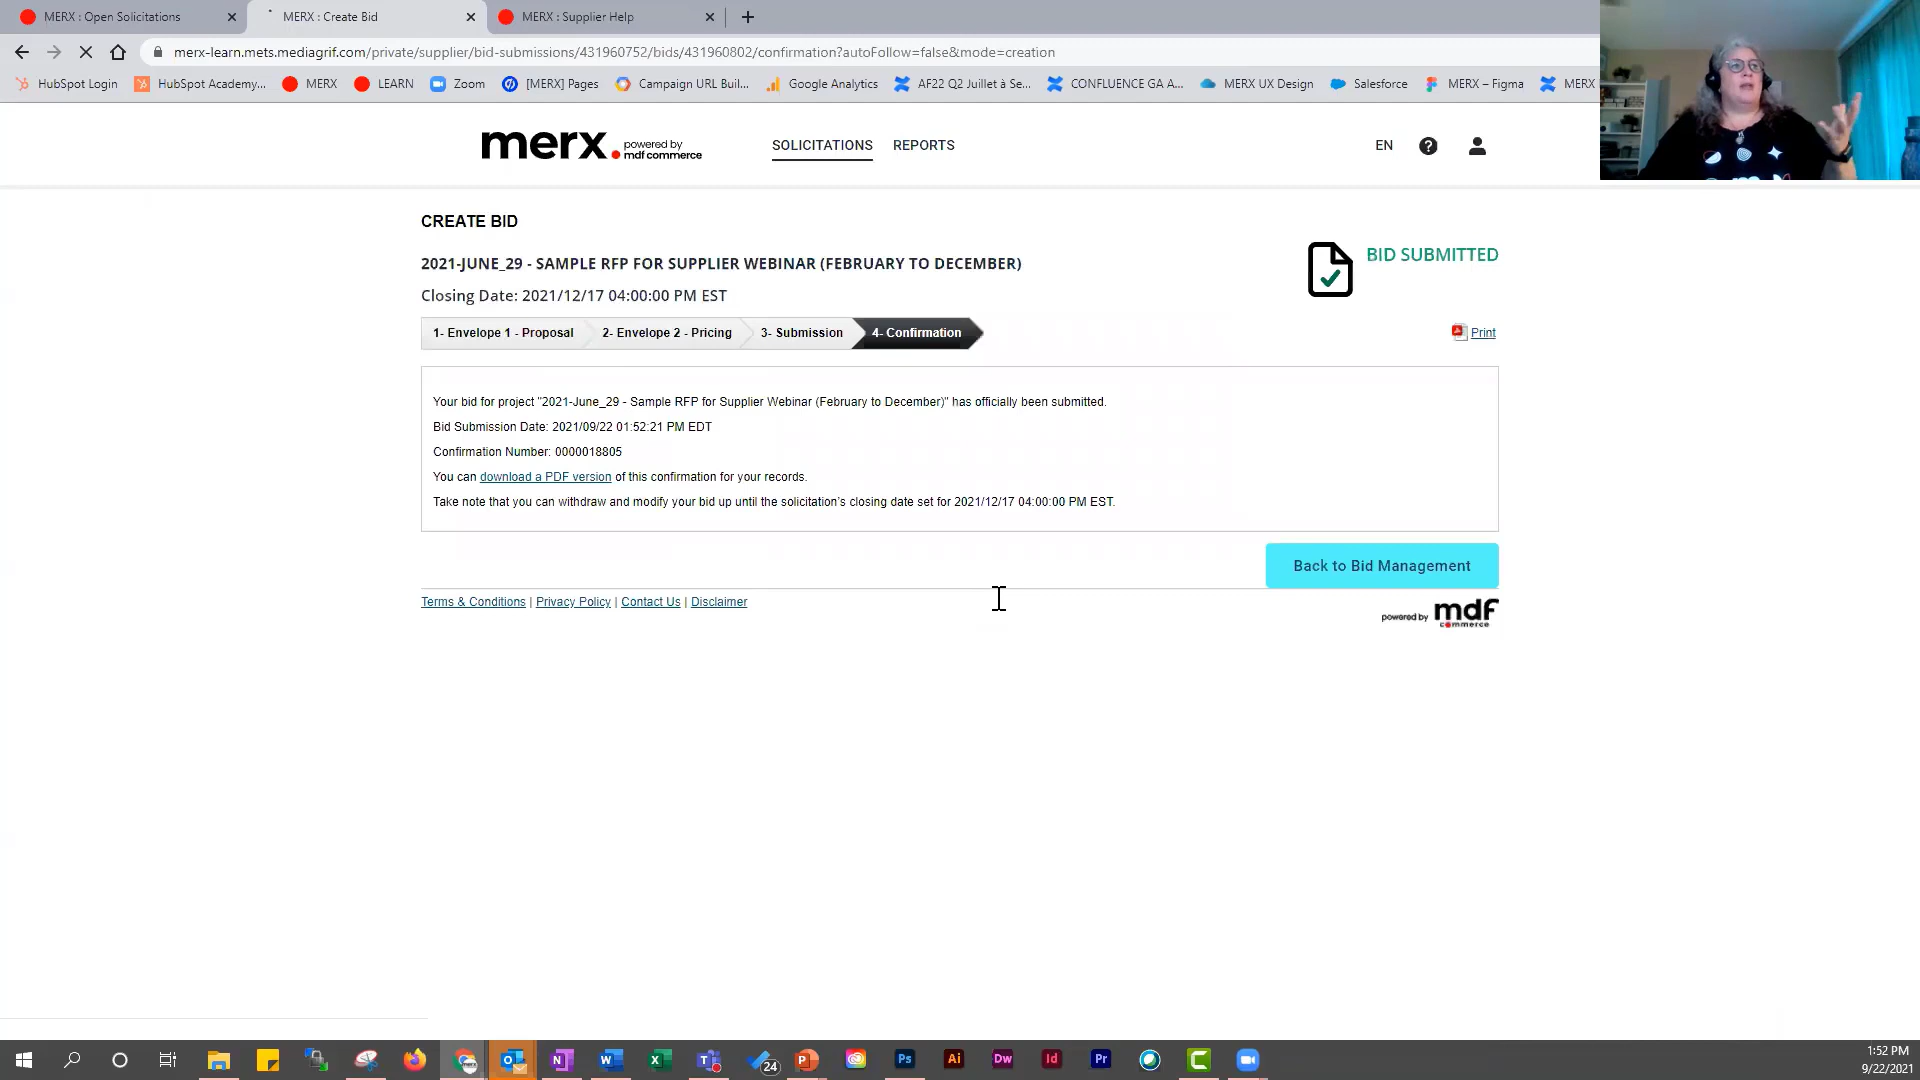 MERX : Open Solicitations
MERX : Create Bid
MERX : Supplier Help
merx-learn.mets.mediagrif.com/private/supplier/bid-submissions/431960752/bids/431960802/confirmation?autoFollow=false&mode=creation
HubSpot Login
HubSpot Academy...
MERX
LEARN
Zoom
[MERX] Pages
Campaign URL Buil...
Google Analytics
AF22 Q2 Juillet à Se...
CONFLUENCE GA A...
MERX UX Design
Salesforce
MERX – Figma
MERX
merx. powered by mdf commerce
SOLICITATIONS REPORTS
EN
CREATE BID
2021-JUNE_29 - SAMPLE RFP FOR SUPPLIER WEBINAR (FEBRUARY TO DECEMBER)
BID SUBMITTED
Closing Date: 2021/12/17 04:00:00 PM EST
1- Envelope 1 - Proposal 2- Envelope 2 - Pricing 3- Submission 4- Confirmation
Print
Your bid for project "2021-June_29 - Sample RFP for Supplier Webinar (February to December)" has officially been submitted.
Bid Submission Date: 2021/09/22 01:52:21 PM EDT
Confirmation Number: 0000018805
You can download a PDF version of this confirmation for your records.
Take note that you can withdraw and modify your bid up until the solicitation's closing date set for 2021/12/17 04:00:00 PM EST.
Back to Bid Management
Terms & Conditions | Privacy Policy | Contact Us | Disclaimer
powered by mdf commerce
24
Ps
Ai
Dw
Id
Pr
1:52 PM
9/22/2021